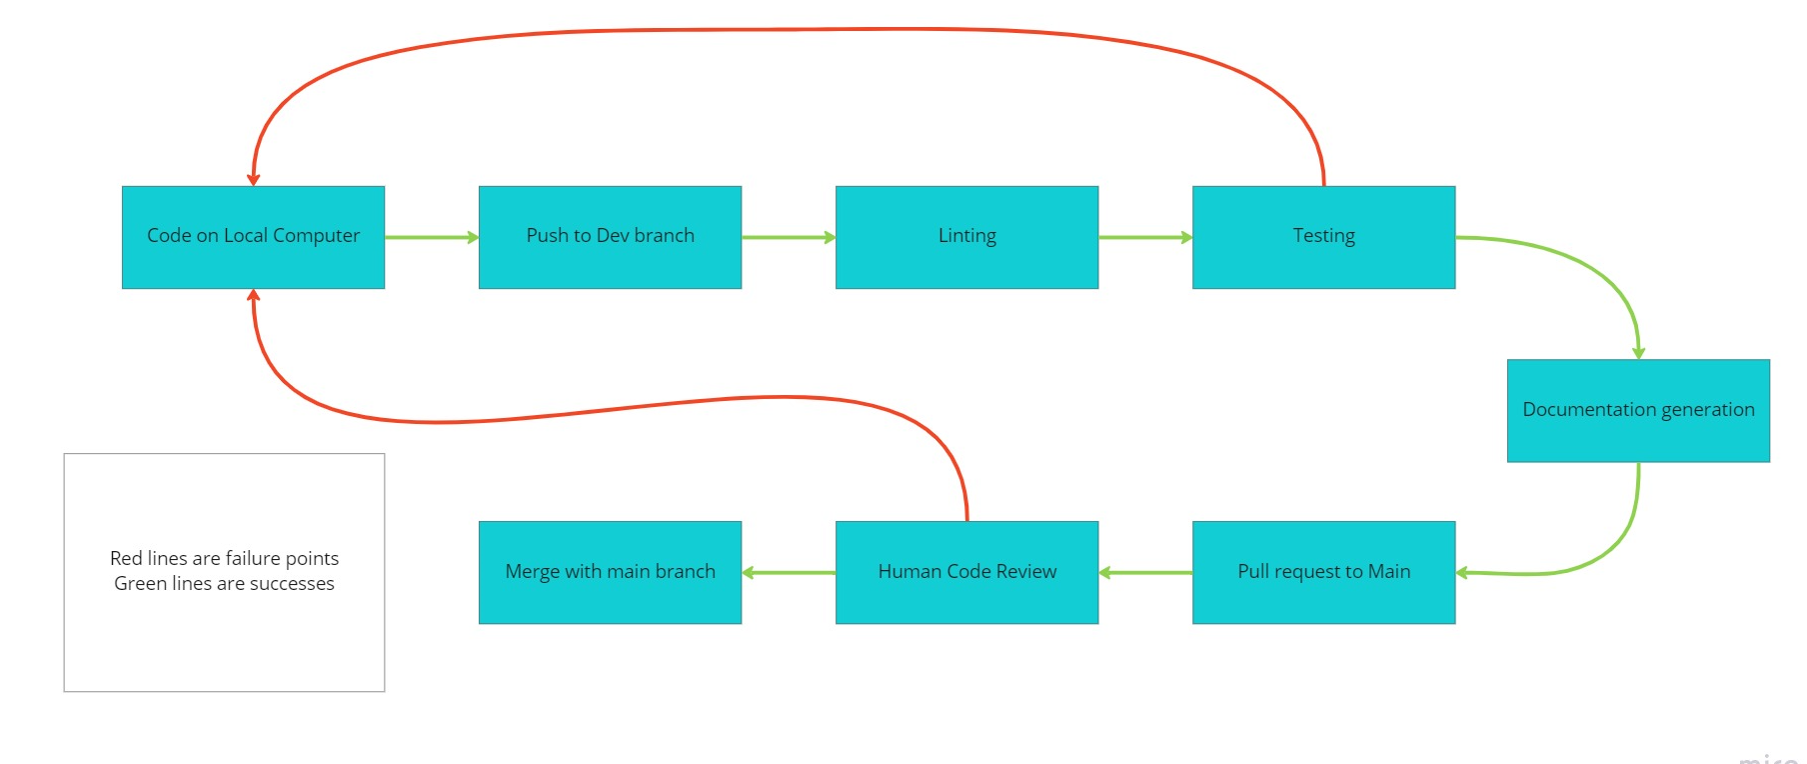 Code on Local Computer
Push to Dev branch
Linting
Testing
Documentation generation
Merge with main branch
Human Code Review
Pull request to Main
Red lines are failure points
Green lines are successes
miro